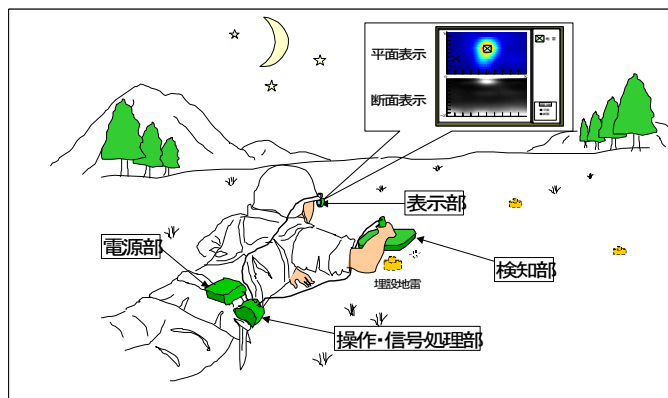 平面表示
断面表示
表示部
電源部
検知部
埋設地雷
操作・信号処理部